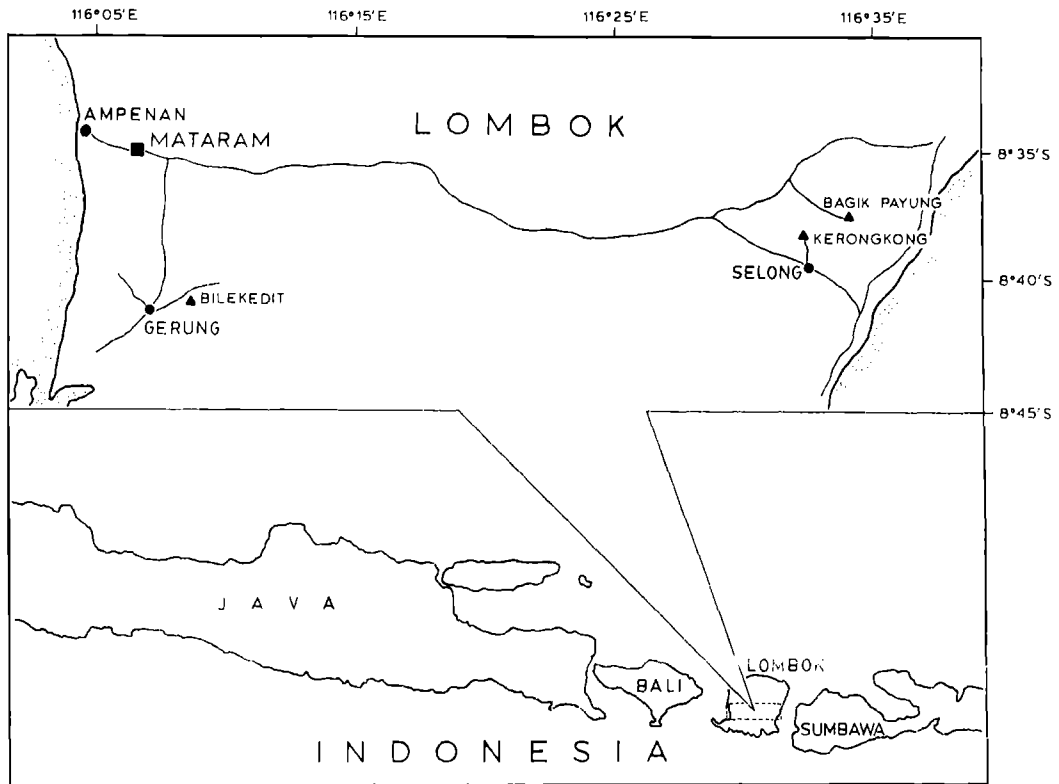 116°05'E 116°15'E 116°25'E 116°35'E
AMPENAN
LOMBOK
MATARAM
8°35'S
BAGIK PAYUNG
KERONGKONG
SELONG
8°40'S
BILEKEDIT
GERUNG
8°45'S
JAVA
LOMBOK
BALI
SUMBAWA
INDONESIA